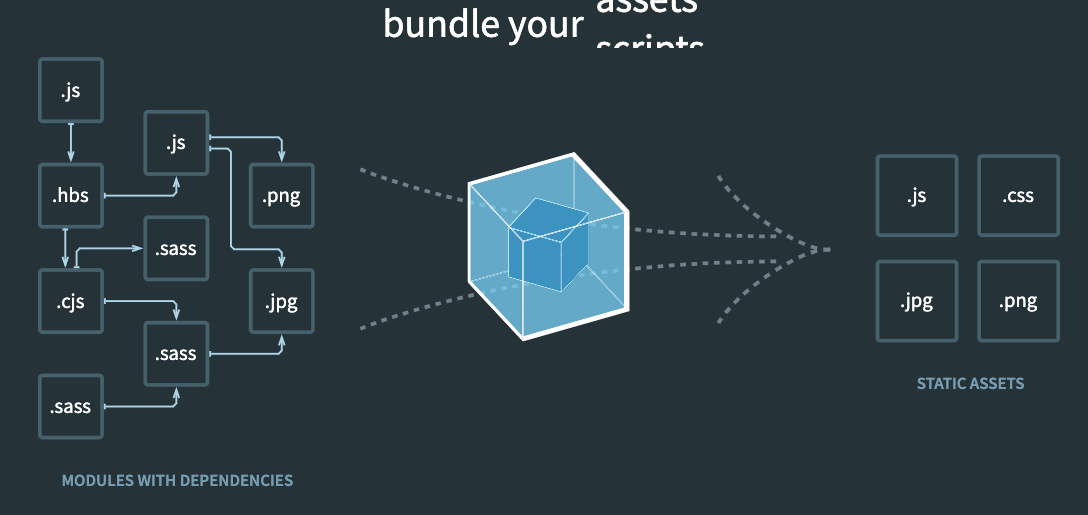 bundle your assets
scripts
.js
.js
.hbs
.png
.sass
.cjs
.jpg
.sass
.sass
MODULES WITH DEPENDENCIES
.js
.css
.jpg
.png
STATIC ASSETS